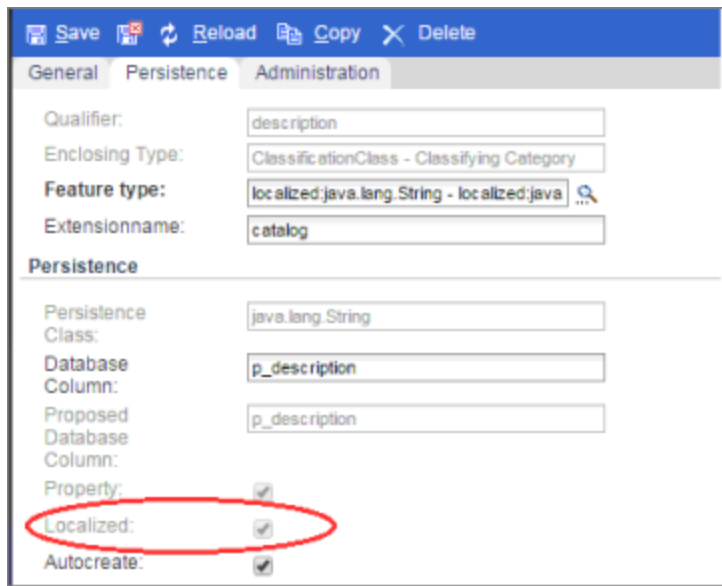 Save Reload Copy Delete
General Persistence Administration
Qualifier: description
Enclosing Type: ClassificationClass - Classifying Category
Feature type: localized:java.lang.String - localized:java
Extensionname: catalog
Persistence
Persistence
Class: java.lang.String
Database
Column: p_description
Proposed
Database
Column: p_description
Property:
Localized:
Autocreate: